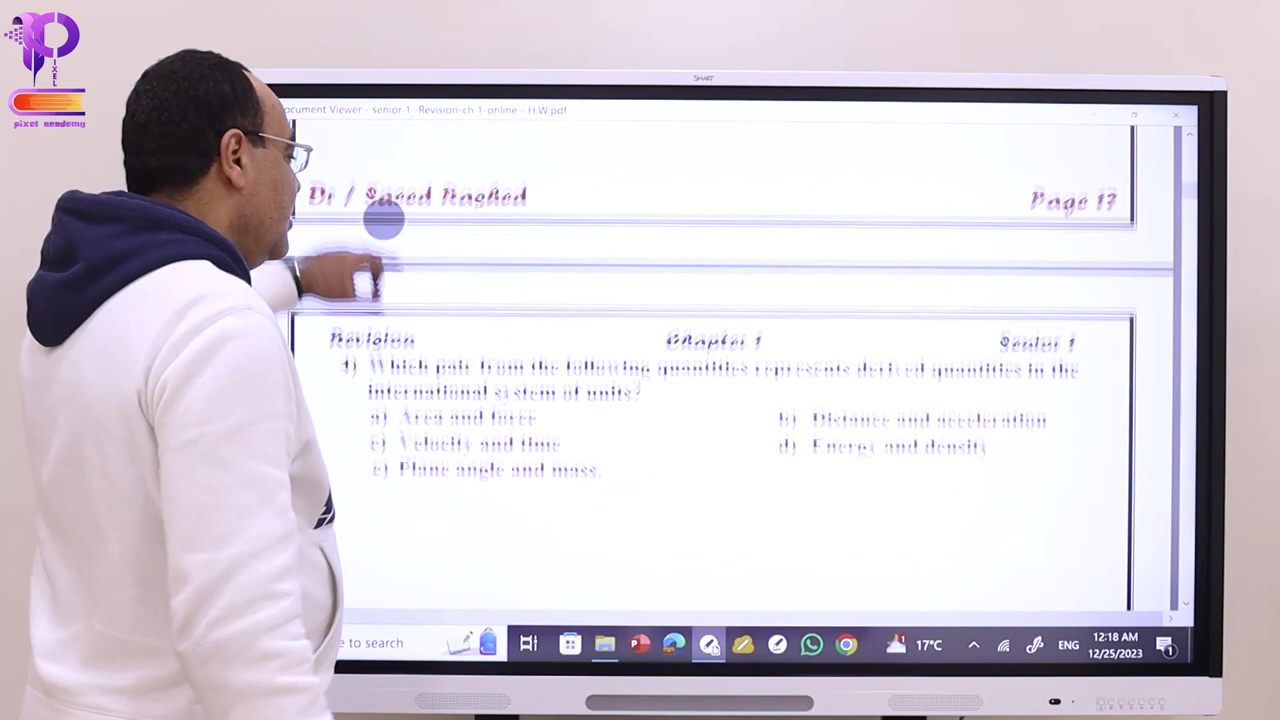 PIXEL
pixel academy
SMART
ocument Viewer - senior 1 -Revision-ch 1-online - H.W.pdf
Dr / Saeed Rashed
Page 17
Revision Chapter 1 Senior 1
4) Which pair from the following quantities represents derived quantities in the
international system of units?
a) Area and force
b) Distance and acceleration
c) Velocity and time
d) Energy and density
e) Plane angle and mass.
e to search
17°C
ENG
12:18 AM
12/25/2023
1